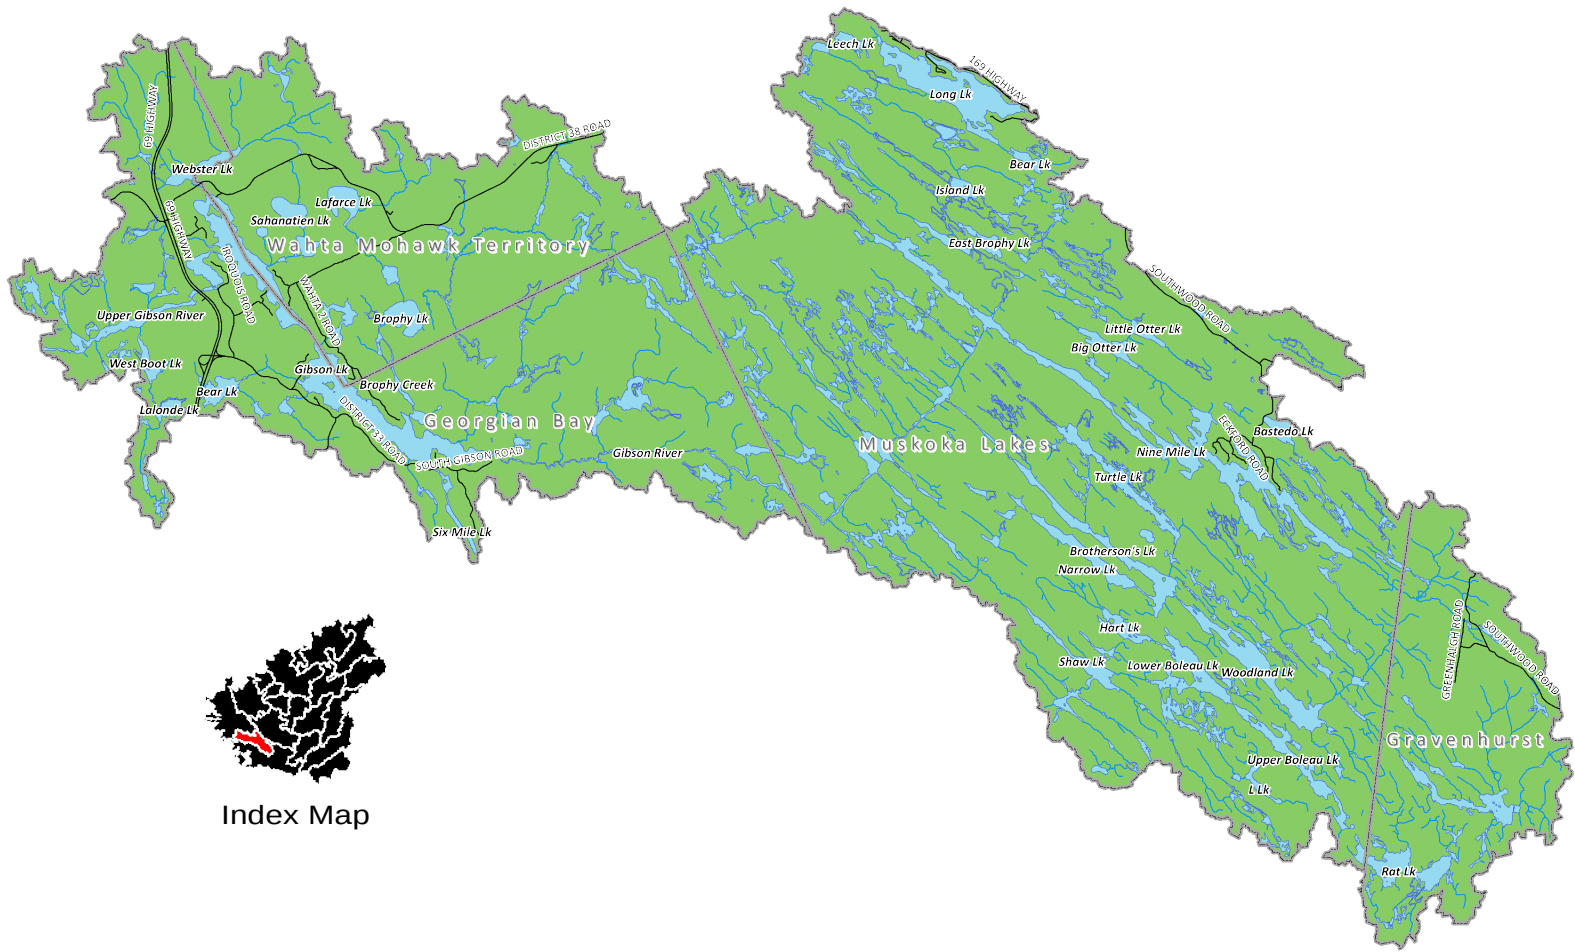 Leech Lk
169 HIGHWAY
Long Lk
69 HIGHWAY
DISTRICT 38 ROAD
Webster Lk
Bear Lk
Island Lk
Lafarce Lk
Sahanatien Lk
69 HIGHWAY
Wahta Mohawk Territory
East Brophy Lk
IROQUOIS ROAD
WAHTA 2 ROAD
SOUTHWOOD ROAD
Upper Gibson River
Brophy Lk
Little Otter Lk
Big Otter Lk
West Boot Lk
Gibson Lk
Brophy Creek
Bear Lk
Lalonde Lk
DISTRICT 33 ROAD
Georgian Bay
Muskoka Lakes
ECKFORD ROAD
Bastedo Lk
SOUTH GIBSON ROAD
Gibson River
Nine Mile Lk
Turtle Lk
Six Mile Lk
Brotherson's Lk
Narrow Lk
Hart Lk
GREENHALGH ROAD
SOUTHWOOD ROAD
Shaw Lk
Lower Boleau Lk
Woodland Lk
Gravenhurst
Upper Boleau Lk
L Lk
Index Map
Rat Lk